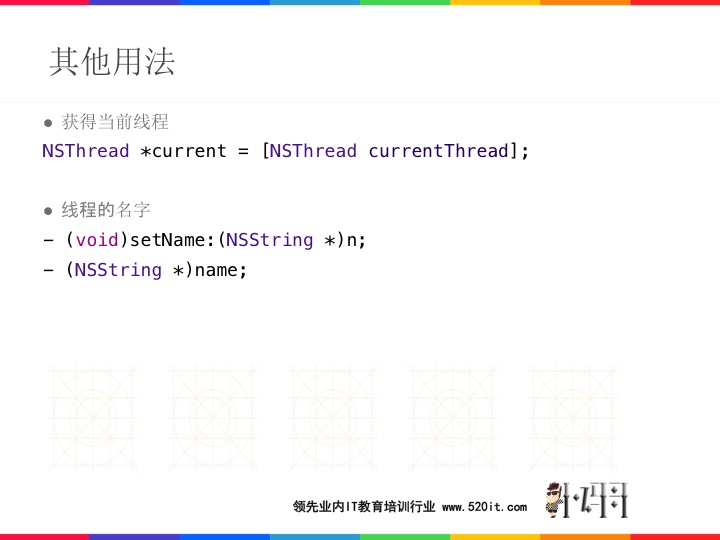 其他用法
● 获得当前线程
NSThread *current = [NSThread currentThread];
● 线程的名字
- (void)setName:(NSString *)n;
- (NSString *)name;
领先业内IT教育培训行业 www.520it.com
小码哥